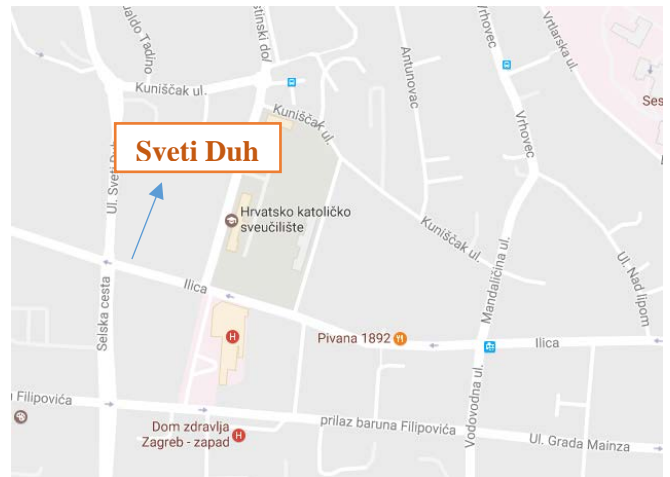 ualdo Tadino
stinski do/
Kuniščak ul.
Antunovac
Vrhovec
Vrtlarska ul.
Kuniščak ul.
Vrhovec
Ses
Sveti Duh
Ul. Sveti Duh
Hrvatsko katoličko
sveučilište
Kuniščak ul.
Mandaličina ul.
Ul. Nad lipom
Selska cesta
Ilica
H
Pivana 1892
Ilica
Vodovodna ul.
u Filipovića
prilaz baruna Filipovića
Dom zdravlja
Zagreb - zapad
H
Ul. Grada Mainza